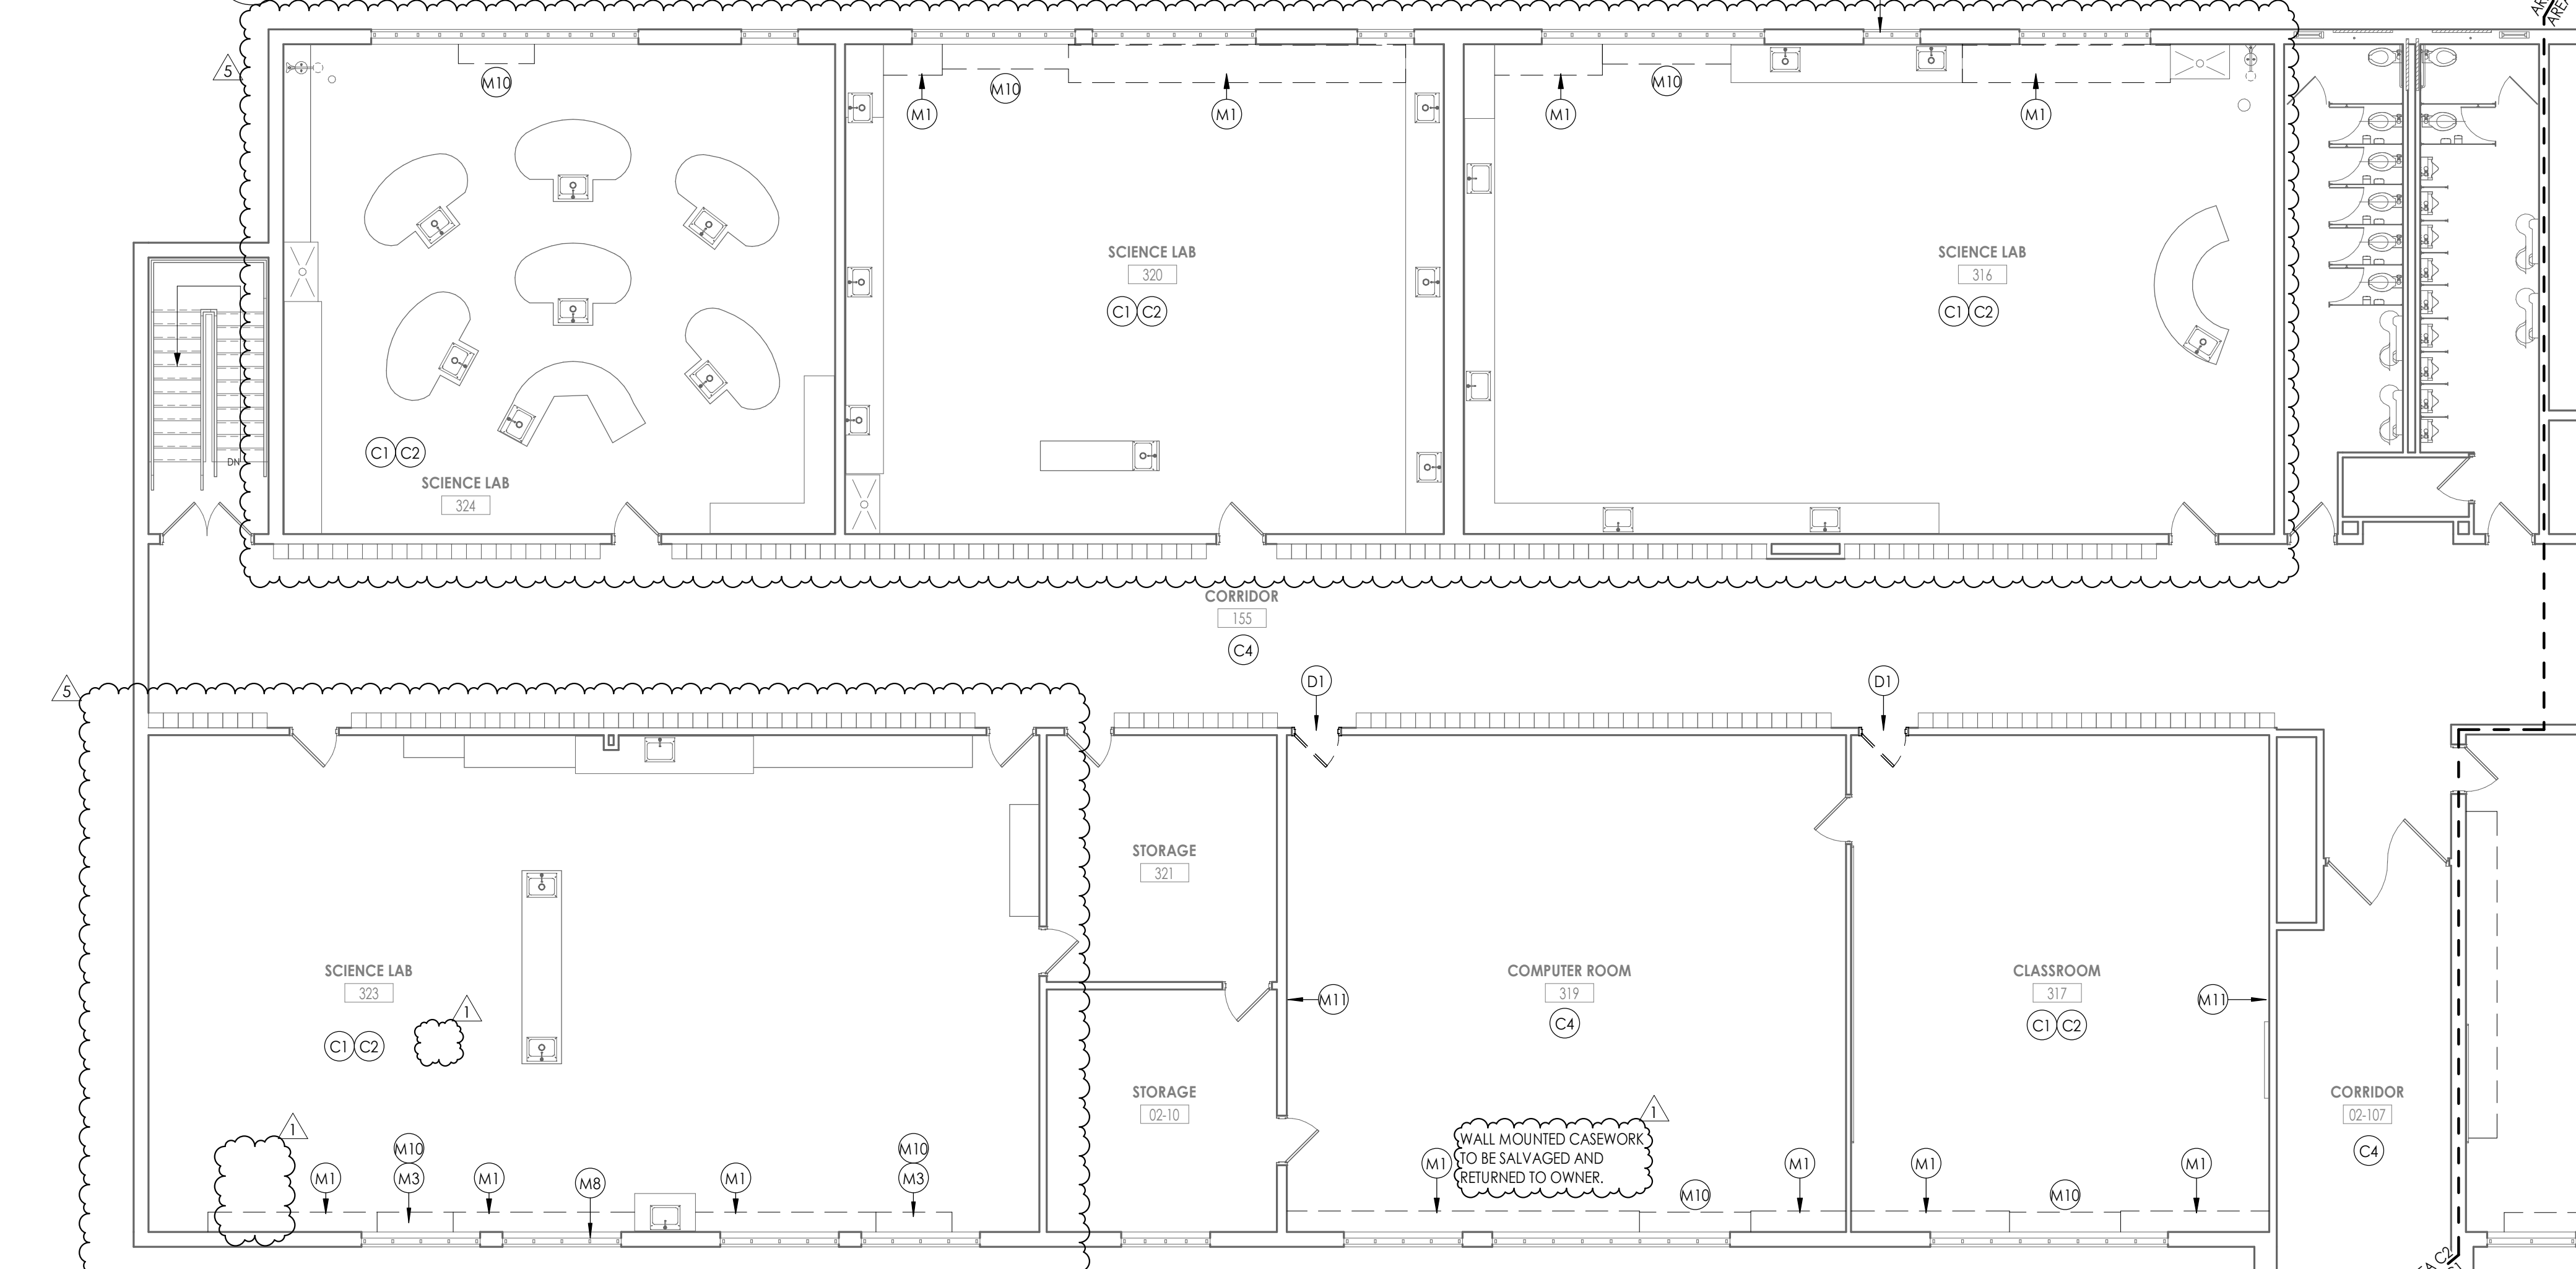 AREA
5
M10
M1
M10
M1
M1
M10
M1
SCIENCE LAB
320
C1 C2
SCIENCE LAB
316
C1 C2
C1 C2
DN
SCIENCE LAB
324
CORRIDOR
155
C4
5
D1
D1
STORAGE
321
SCIENCE LAB
323
1
C1 C2
COMPUTER ROOM
319
C4
M11
CLASSROOM
317
C1 C2
M11
STORAGE
02-10
CORRIDOR
02-107
C4
1
M10
M3
M1
M1
M8
M1
M10
M3
1
WALL MOUNTED CASEWORK
TO BE SALVAGED AND
RETURNED TO OWNER.
M1
M10
M1
M1
M10
M1
C2